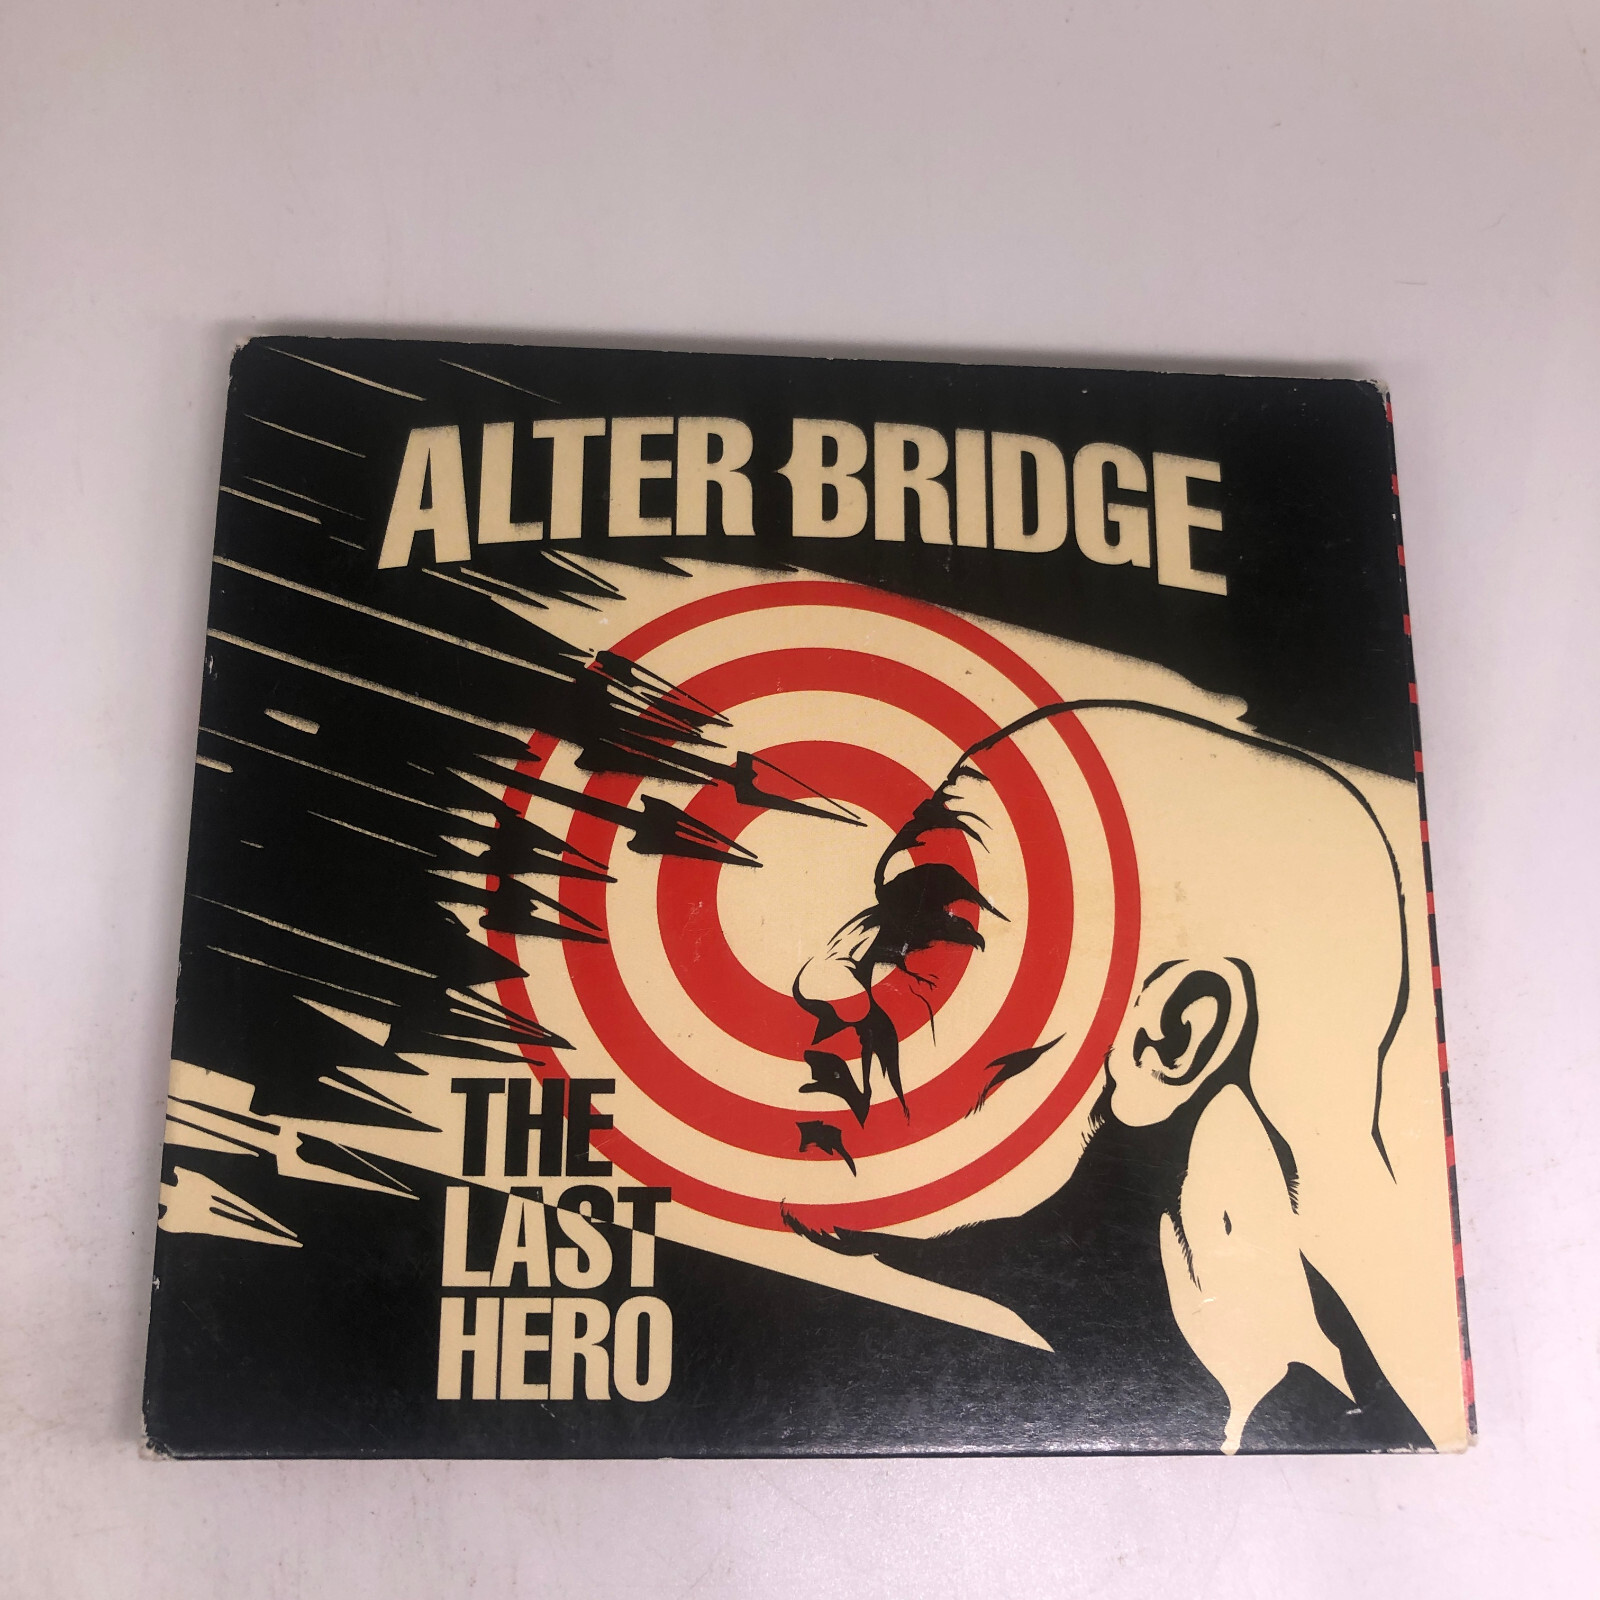 ALTER BRIDGE
THE
LAST
HERO